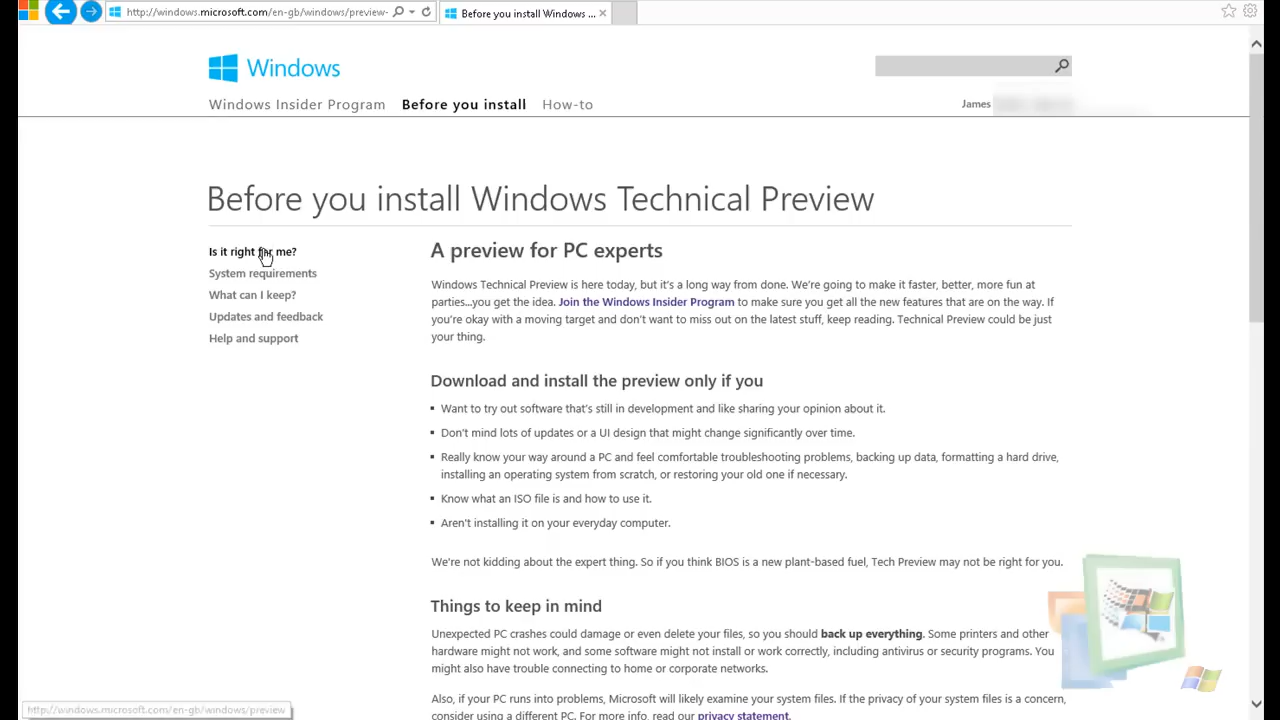 http://windows.microsoft.com/en-gb/windows/preview-
Before you install Windows ...
Windows
Windows Insider Program Before you install How-to
James
Before you install Windows Technical Preview
Is it right for me?
System requirements
What can I keep?
Updates and feedback
Help and support
A preview for PC experts
Windows Technical Preview is here today, but it's a long way from done. We're going to make it faster, better, more fun at
parties...you get the idea. Join the Windows Insider Program to make sure you get all the new features that are on the way. If
you're okay with a moving target and don't want to miss out on the latest stuff, keep reading. Technical Preview could be just
your thing.
Download and install the preview only if you
Want to try out software that's still in development and like sharing your opinion about it.
Don't mind lots of updates or a UI design that might change significantly over time.
Really know your way around a PC and feel comfortable troubleshooting problems, backing up data, formatting a hard drive,
installing an operating system from scratch, or restoring your old one if necessary.
Know what an ISO file is and how to use it.
Aren't installing it on your everyday computer.
We're not kidding about the expert thing. So if you think BIOS is a new plant-based fuel, Tech Preview may not be right for you.
Things to keep in mind
Unexpected PC crashes could damage or even delete your files, so you should back up everything. Some printers and other
hardware might not work, and some software might not install or work correctly, including antivirus or security programs. You
might also have trouble connecting to home or corporate networks.
Also, if your PC runs into problems, Microsoft will likely examine your system files. If the privacy of your system files is a concern,
consider using a different PC. For more info, read our privacy statement.
http://windows.microsoft.com/en-gb/windows/preview